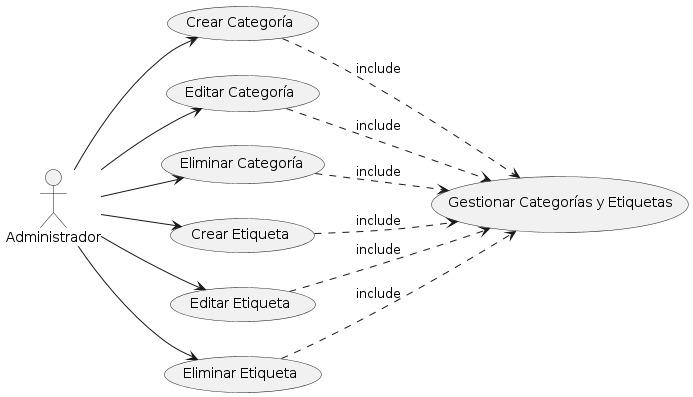 Crear Categoría
include
Editar Categoría
include
Eliminar Categoría
include
Gestionar Categorías y Etiquetas
Administrador
Crear Etiqueta
include
include
Editar Etiqueta
include
Eliminar Etiqueta